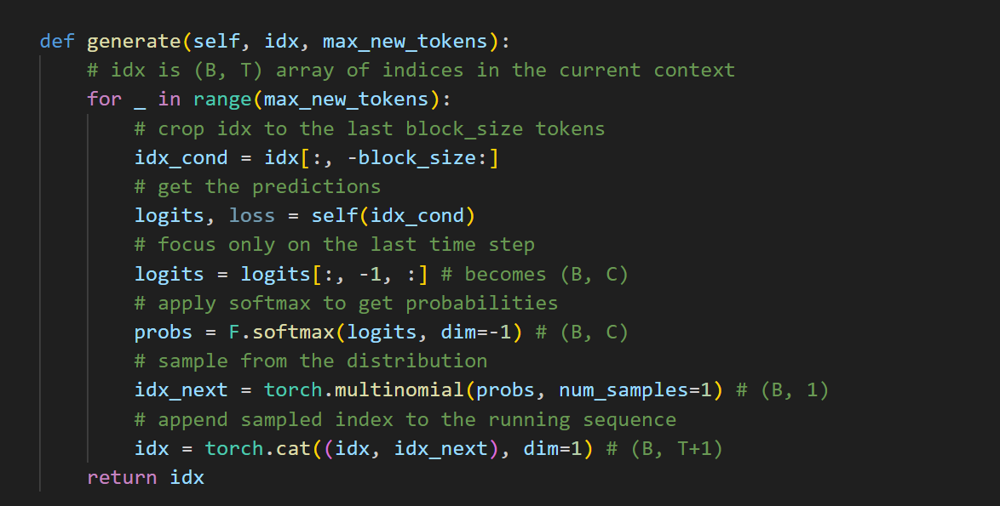 def generate(self, idx, max_new_tokens):
    # idx is (B, T) array of indices in the current context
    for _ in range(max_new_tokens):
        # crop idx to the last block_size tokens
        idx_cond = idx[:, -block_size:]
        # get the predictions
        logits, loss = self(idx_cond)
        # focus only on the last time step
        logits = logits[:, -1, :] # becomes (B, C)
        # apply softmax to get probabilities
        probs = F.softmax(logits, dim=-1) # (B, C)
        # sample from the distribution
        idx_next = torch.multinomial(probs, num_samples=1) # (B, 1)
        # append sampled index to the running sequence
        idx = torch.cat((idx, idx_next), dim=1) # (B, T+1)
    return idx